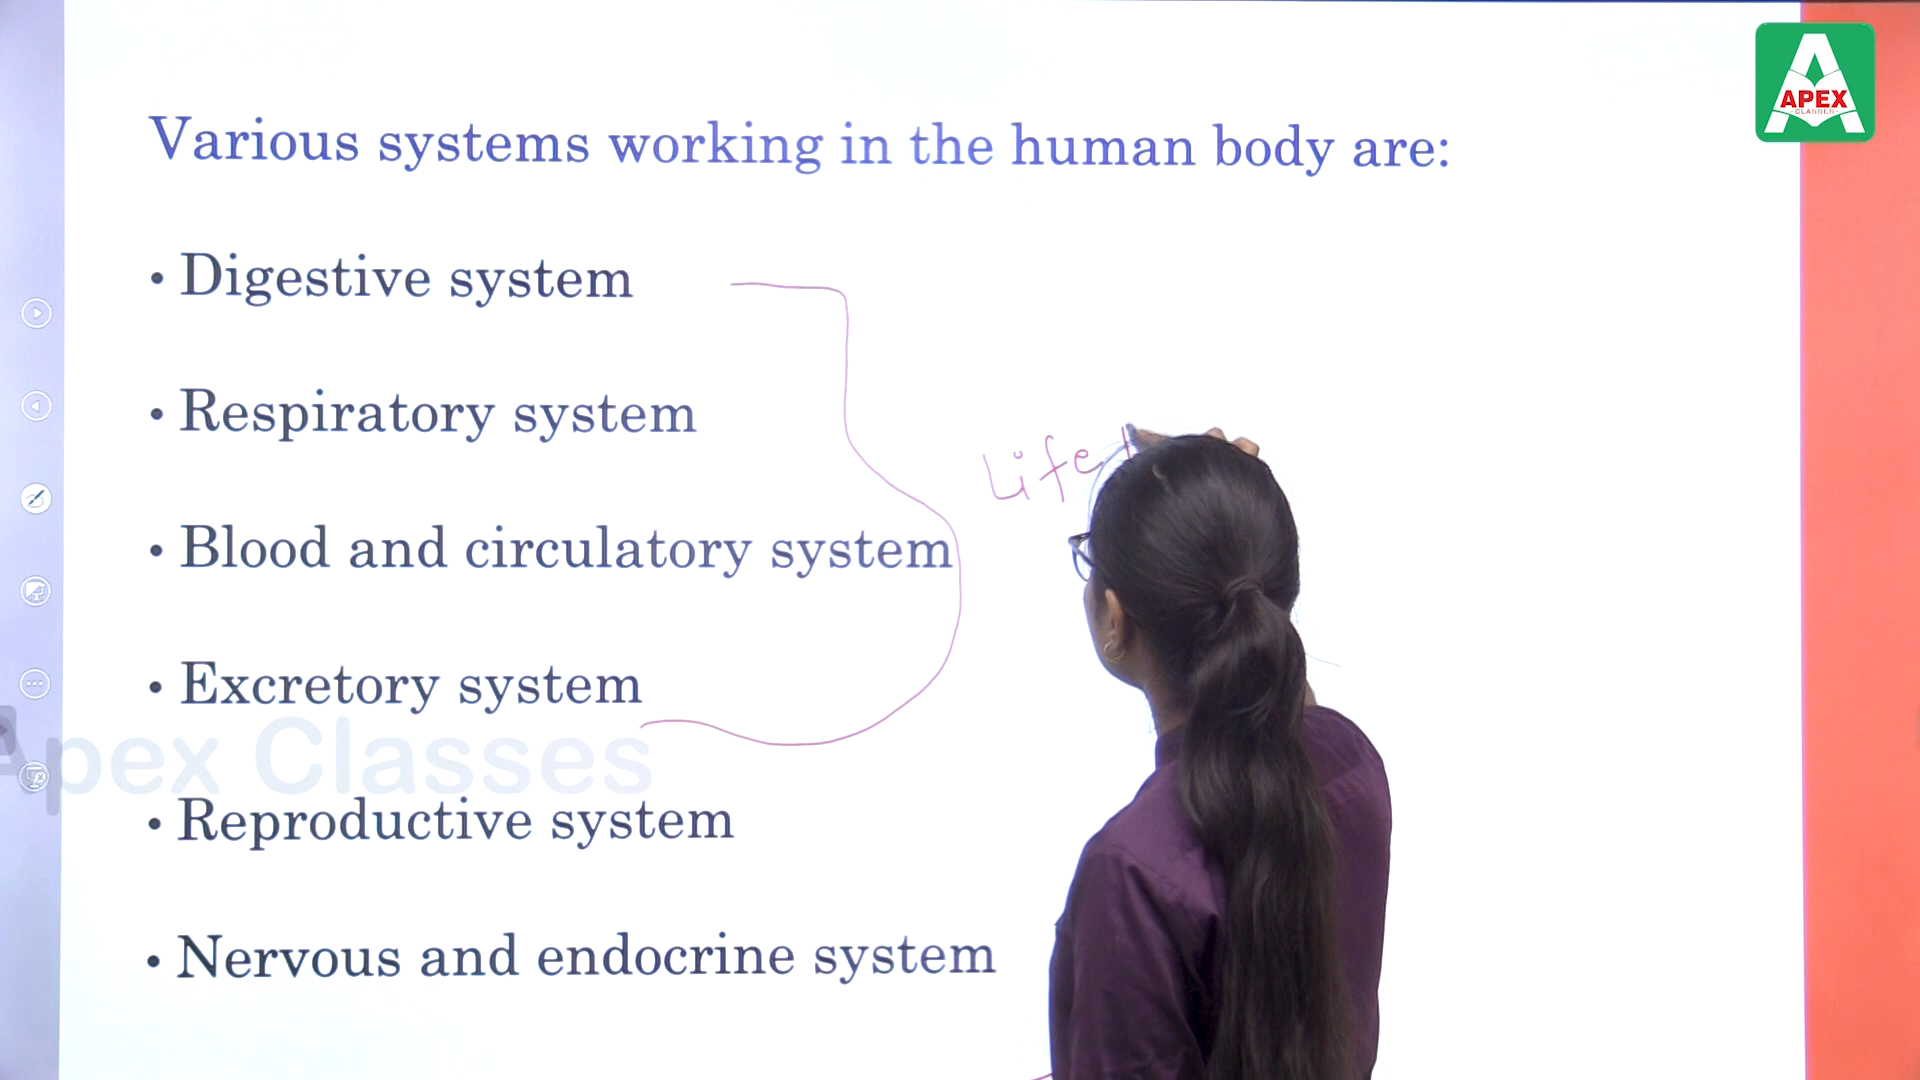 APEX
CLASSES
Various systems working in the human body are:
• Digestive system
• Respiratory system
• Blood and circulatory system
• Excretory system
• Reproductive system
• Nervous and endocrine system
Life
Apex Classes